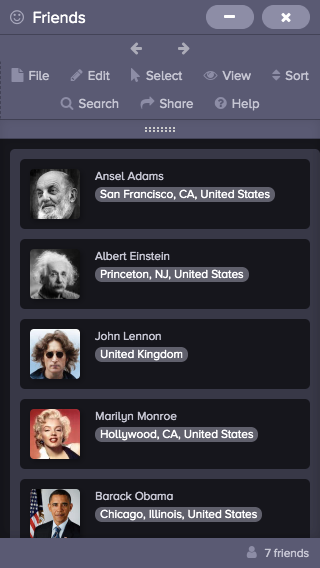 Friends
File Edit Select View Sort
Search Share Help
Ansel Adams
San Francisco, CA, United States
Albert Einstein
Princeton, NJ, United States
John Lennon
United Kingdom
Marilyn Monroe
Hollywood, CA, United States
Barack Obama
Chicago, Illinois, United States
7 friends